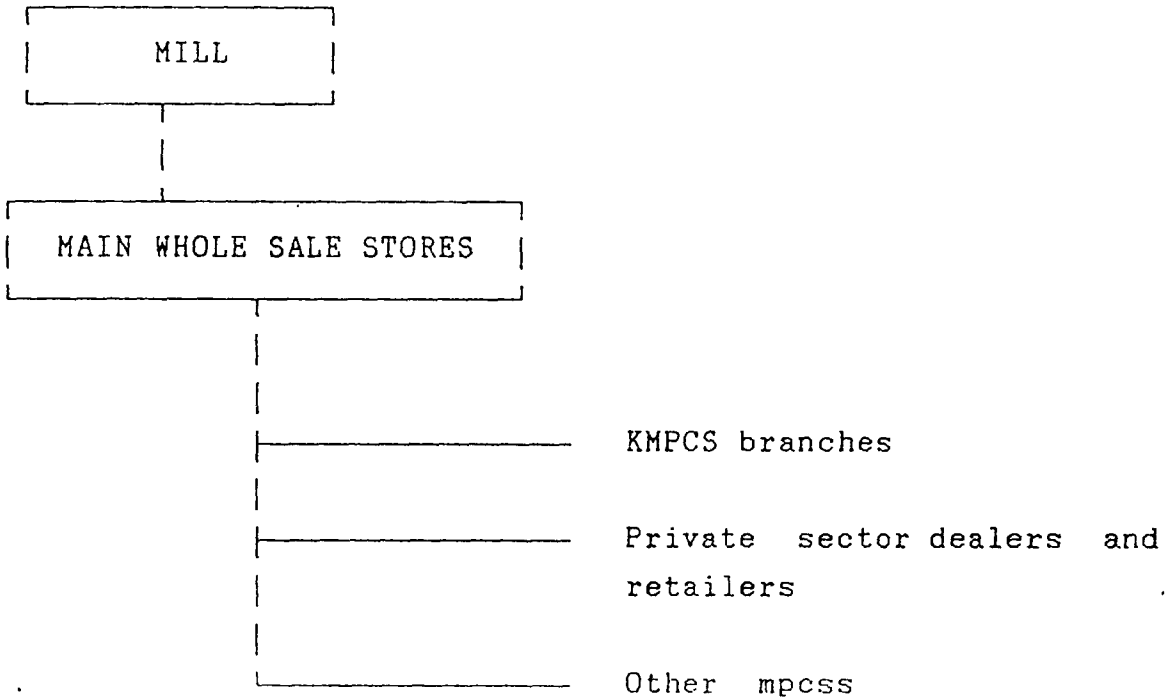 MILL
MAIN WHOLE SALE STORES
KMPCS branches
Private sector dealers and
retailers
Other mpcss